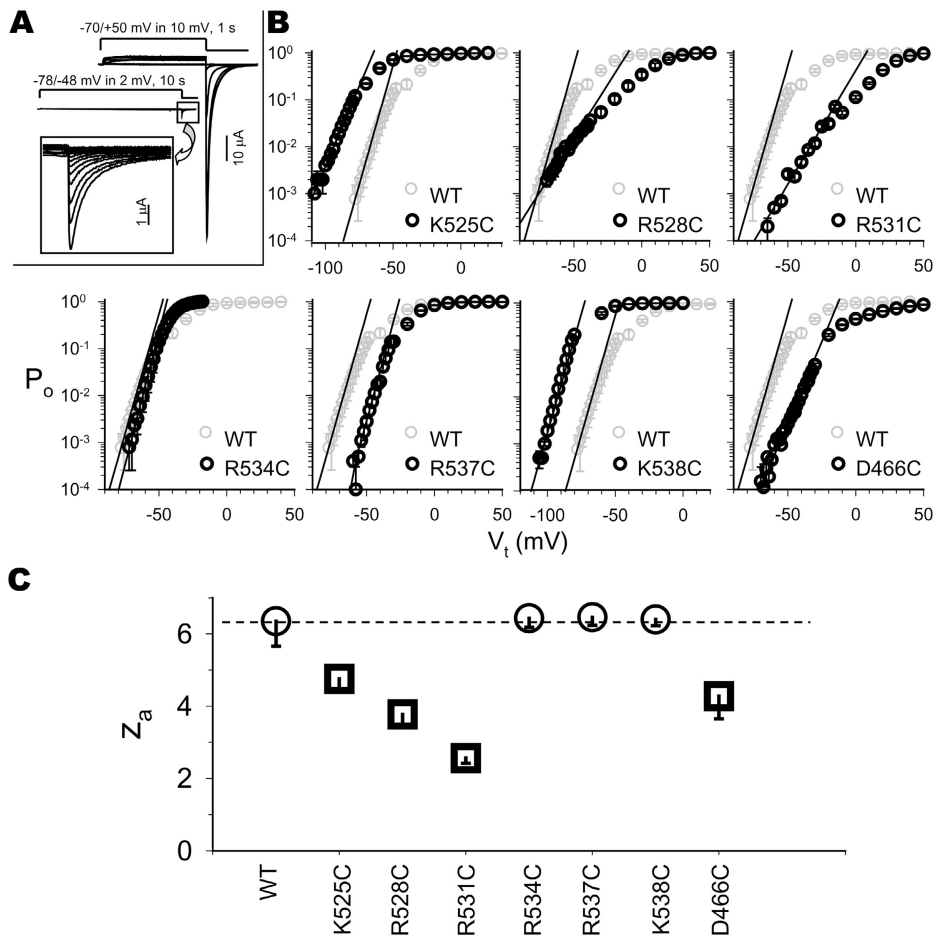 A
-70/+50 mV in 10 mV, 1 s
-78/-48 mV in 2 mV, 10 s
10 µA
1 µA
B
10⁰
10⁻¹
10⁻²
10⁻³
10⁻⁴
WT
K525C
-100 -50 0
WT
R528C
-50 0 50
WT
R531C
-50 0 50
Pₒ
10⁰
10⁻¹
10⁻²
10⁻³
10⁻⁴
WT
R534C
-50 0 50
WT
R537C
-50 0 50
WT
K538C
-100 -50 0
WT
D466C
-50 0 50
Vₜ (mV)
C
zₐ
6
4
2
0
WT K525C R528C R531C R534C R537C K538C D466C